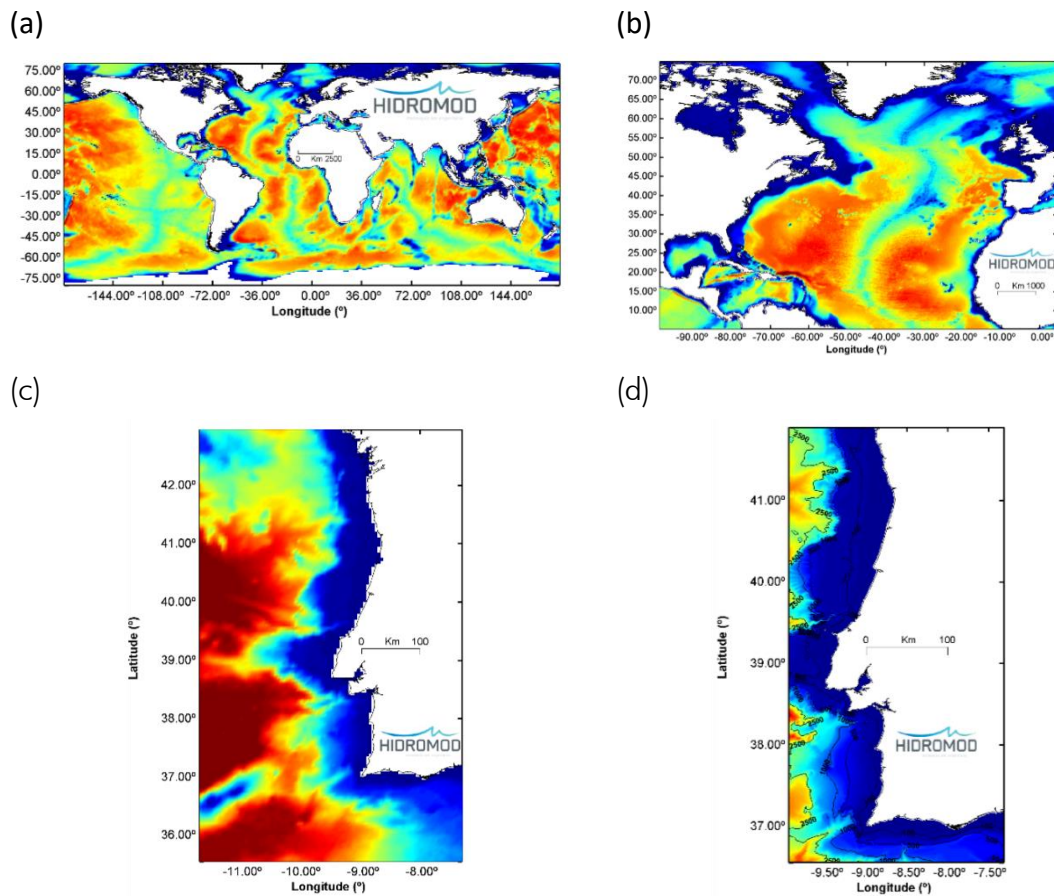 (a)
75.00º
60.00º
45.00º
30.00º
15.00º
0.00º
-15.00º
-30.00º
-45.00º
-60.00º
-75.00º
HIDROMOD
0 Km 2500
-144.00º -108.00º -72.00º -36.00º 0.00º 36.00º 72.00º 108.00º 144.00º
Longitude (º)
(b)
70.00º
65.00º
60.00º
55.00º
50.00º
45.00º
40.00º
35.00º
30.00º
25.00º
20.00º
15.00º
10.00º
HIDROMOD
0 Km 1000
-90.00º -80.00º -70.00º -60.00º -50.00º -40.00º -30.00º -20.00º -10.00º 0.00º
Longitude (º)
(c)
Latitude (º)
42.00º
41.00º
40.00º
39.00º
38.00º
37.00º
36.00º
0 Km 100
HIDROMOD
-11.00º -10.00º -9.00º -8.00º
Longitude (º)
(d)
Latitude (º)
41.00º
40.00º
39.00º
38.00º
37.00º
2500
2500
2500
2500
2500
2500
2500
0 Km 100
HIDROMOD
-9.50º -9.00º -8.50º -8.00º -7.50º
Longitude (º)